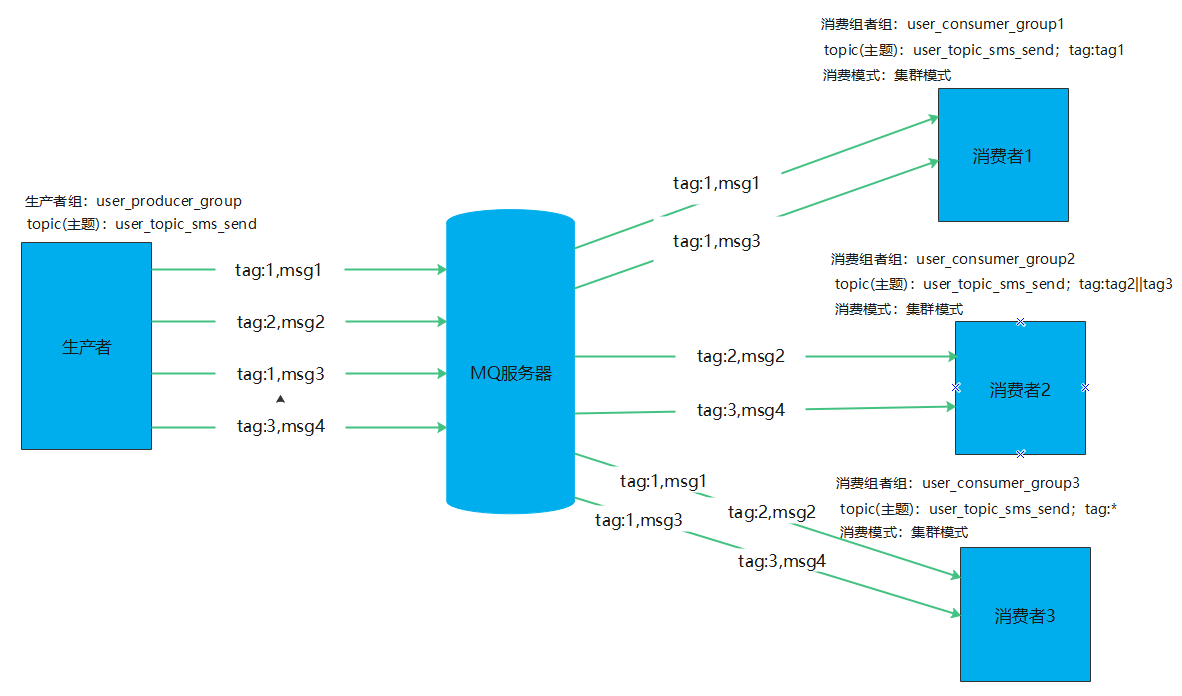 生产者组：user_producer_group
topic(主题)：user_topic_sms_send
生产者
tag:1,msg1
tag:2,msg2
tag:1,msg3
tag:3,msg4
MQ服务器
tag:1,msg1
tag:1,msg3
tag:2,msg2
tag:3,msg4
tag:1,msg1
tag:2,msg2
tag:1,msg3
tag:3,msg4
消费组者组：user_consumer_group1
topic(主题)：user_topic_sms_send；tag:tag1
消费模式：集群模式
消费者1
消费组者组：user_consumer_group2
topic(主题)：user_topic_sms_send；tag:tag2||tag3
消费模式：集群模式
消费者2
消费组者组：user_consumer_group3
topic(主题)：user_topic_sms_send；tag:*
消费模式：集群模式
消费者3